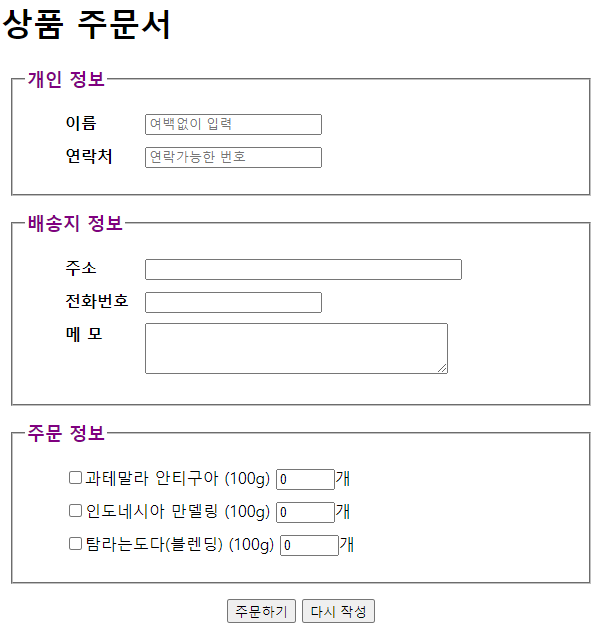 상품 주문서
개인 정보
이름 여백없이 입력
연락처 연락가능한 번호
배송지 정보
주소
전화번호
메 모
주문 정보
과테말라 안티구아 (100g) 0 개
인도네시아 만델링 (100g) 0 개
탐라는도다(블렌딩) (100g) 0 개
주문하기 다시 작성